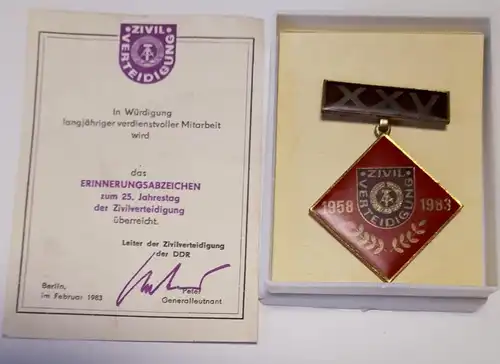 ZIVIL
VERTEIDIGUNG
In Würdigung
langjähriger verdienstvoller Mitarbeit
wird
das
ERINNERUNGSABZEICHEN
zum 25. Jahrestag
der Zivilverteidigung
überreicht.
Leiter der Zivilverteidigung
der DDR
Berlin,
im Februar 1983
Peter
Generalleutnant
XXV
ZIVIL
VERTEIDIGUNG
1958 1983